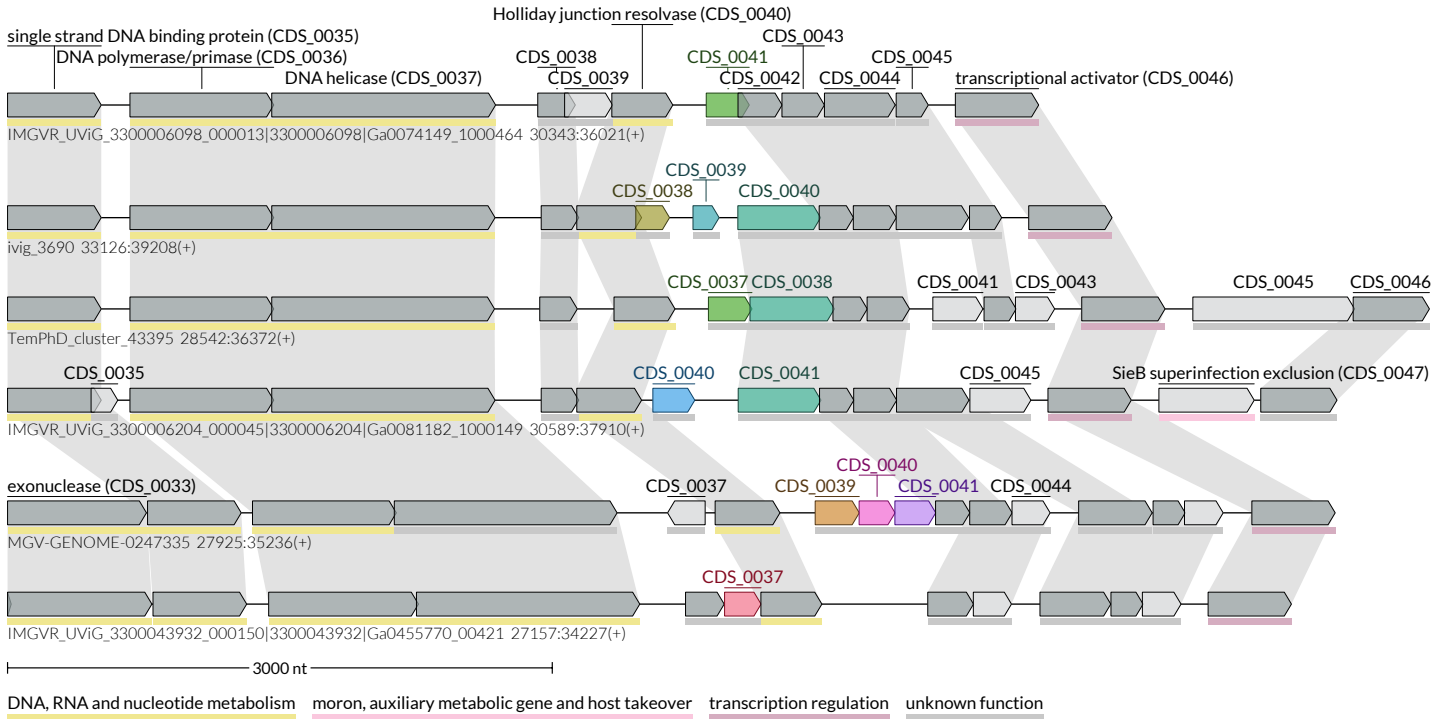 Holliday junction resolvase (CDS_0040)
single strand DNA binding protein (CDS_0035) CDS_0043
DNA polymerase/primase (CDS_0036) CDS_0038 CDS_0041 CDS_0045
DNA helicase (CDS_0037) CDS_0039 CDS_0042 CDS_0044 transcriptional activator (CDS_0046)
IMGVR_UViG_3300006098_000013|3300006098|Ga0074149_1000464 30343:36021(+)
CDS_0039
CDS_0038 CDS_0040
ivig_3690 33126:39208(+)
CDS_0037 CDS_0038 CDS_0041 CDS_0043 CDS_0045 CDS_0046
TemPhD_cluster_43395 28542:36372(+)
CDS_0035 CDS_0040 CDS_0041 CDS_0045 SieB superinfection exclusion (CDS_0047)
IMGVR_UViG_3300006204_000045|3300006204|Ga0081182_1000149 30589:37910(+)
CDS_0040
exonuclease (CDS_0033) CDS_0037 CDS_0039 CDS_0041 CDS_0044
MGV-GENOME-0247335 27925:35236(+)
CDS_0037
IMGVR_UViG_3300043932_000150|3300043932|Ga0455770_00421 27157:34227(+)
3000 nt
DNA, RNA and nucleotide metabolism moron, auxiliary metabolic gene and host takeover transcription regulation unknown function